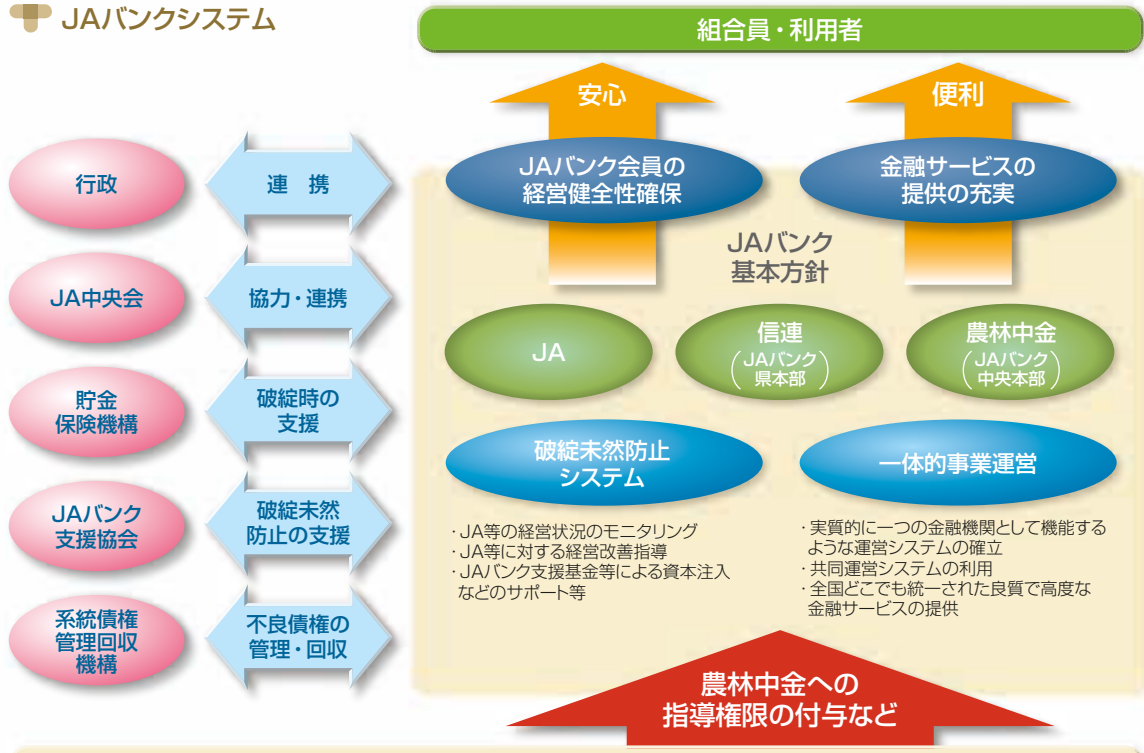 JAバンクシステム
組合員・利用者
安心
便利
行政
連 携
JAバンク会員の
経営健全性確保
金融サービスの
提供の充実
JAバンク
基本方針
JA中央会
協力・連携
JA
信連
(JAバンク
県本部)
農林中金
(JAバンク
中央本部)
貯金
保険機構
破綻時の
支援
破綻未然防止
システム
一体的事業運営
JAバンク
支援協会
破綻未然
防止の支援
・JA等の経営状況のモニタリング
・JA等に対する経営改善指導
・JAバンク支援基金等による資本注入
などのサポート等
・実質的に一つの金融機関として機能する
ような運営システムの確立
・共同運営システムの利用
・全国どこでも統一された良質で高度な
金融サービスの提供
系統債権
管理回収
機構
不良債権の
管理・回収
農林中金への
指導権限の付与など